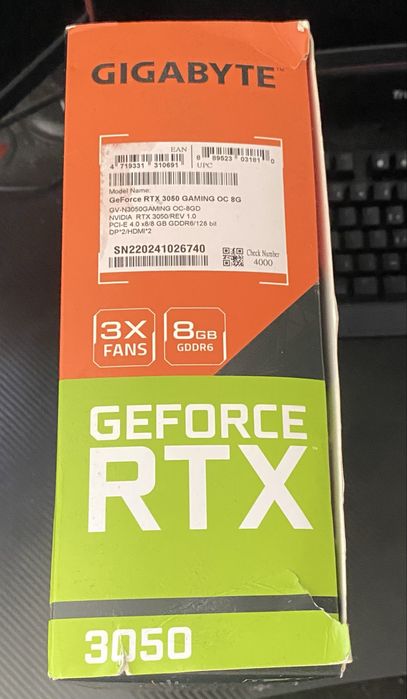 GIGABYTE™
EAN
4 719331 310691
8 89523 03181 0
UPC
Model Name:
GeForce RTX 3050 GAMING OC 8G
GV-N3050GAMING OC-8GD
NVIDIA RTX 3050/REV 1.0
PCI-E 4.0 x8/8 GB GDDR6/128 bit
DP*2/HDMI*2
SN220241026740
Check Number
4000
3X
FANS
8GB
GDDR6
GEFORCE
RTX™
3050